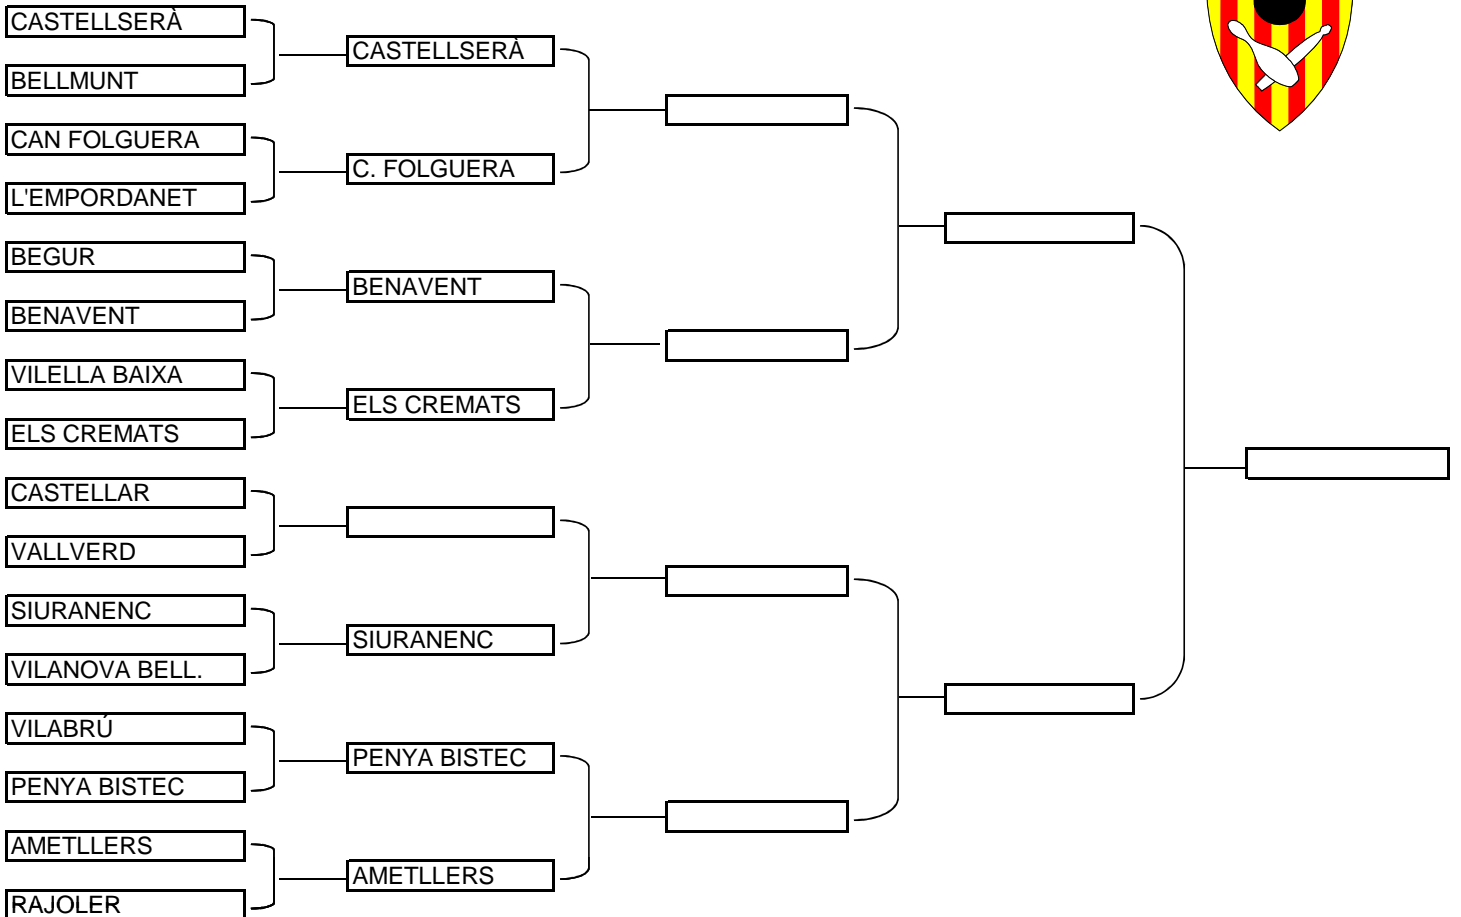 CASTELLSERÀ
BELLMUNT
CAN FOLGUERA
L'EMPORDANET
BEGUR
BENAVENT
VILELLA BAIXA
ELS CREMATS
CASTELLAR
VALLVERD
SIURANENC
VILANOVA BELL.
VILABRÚ
PENYA BISTEC
AMETLLERS
RAJOLER
CASTELLSERÀ
C. FOLGUERA
BENAVENT
ELS CREMATS
SIURANENC
PENYA BISTEC
AMETLLERS